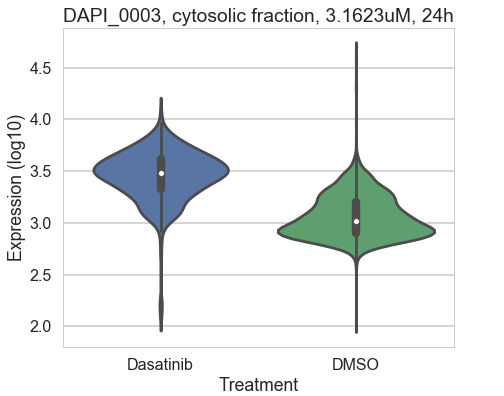 DAPI_0003, cytosolic fraction, 3.1623uM, 24h
Expression (log10)
4.5
4.0
3.5
3.0
2.5
2.0
Dasatinib DMSO
Treatment